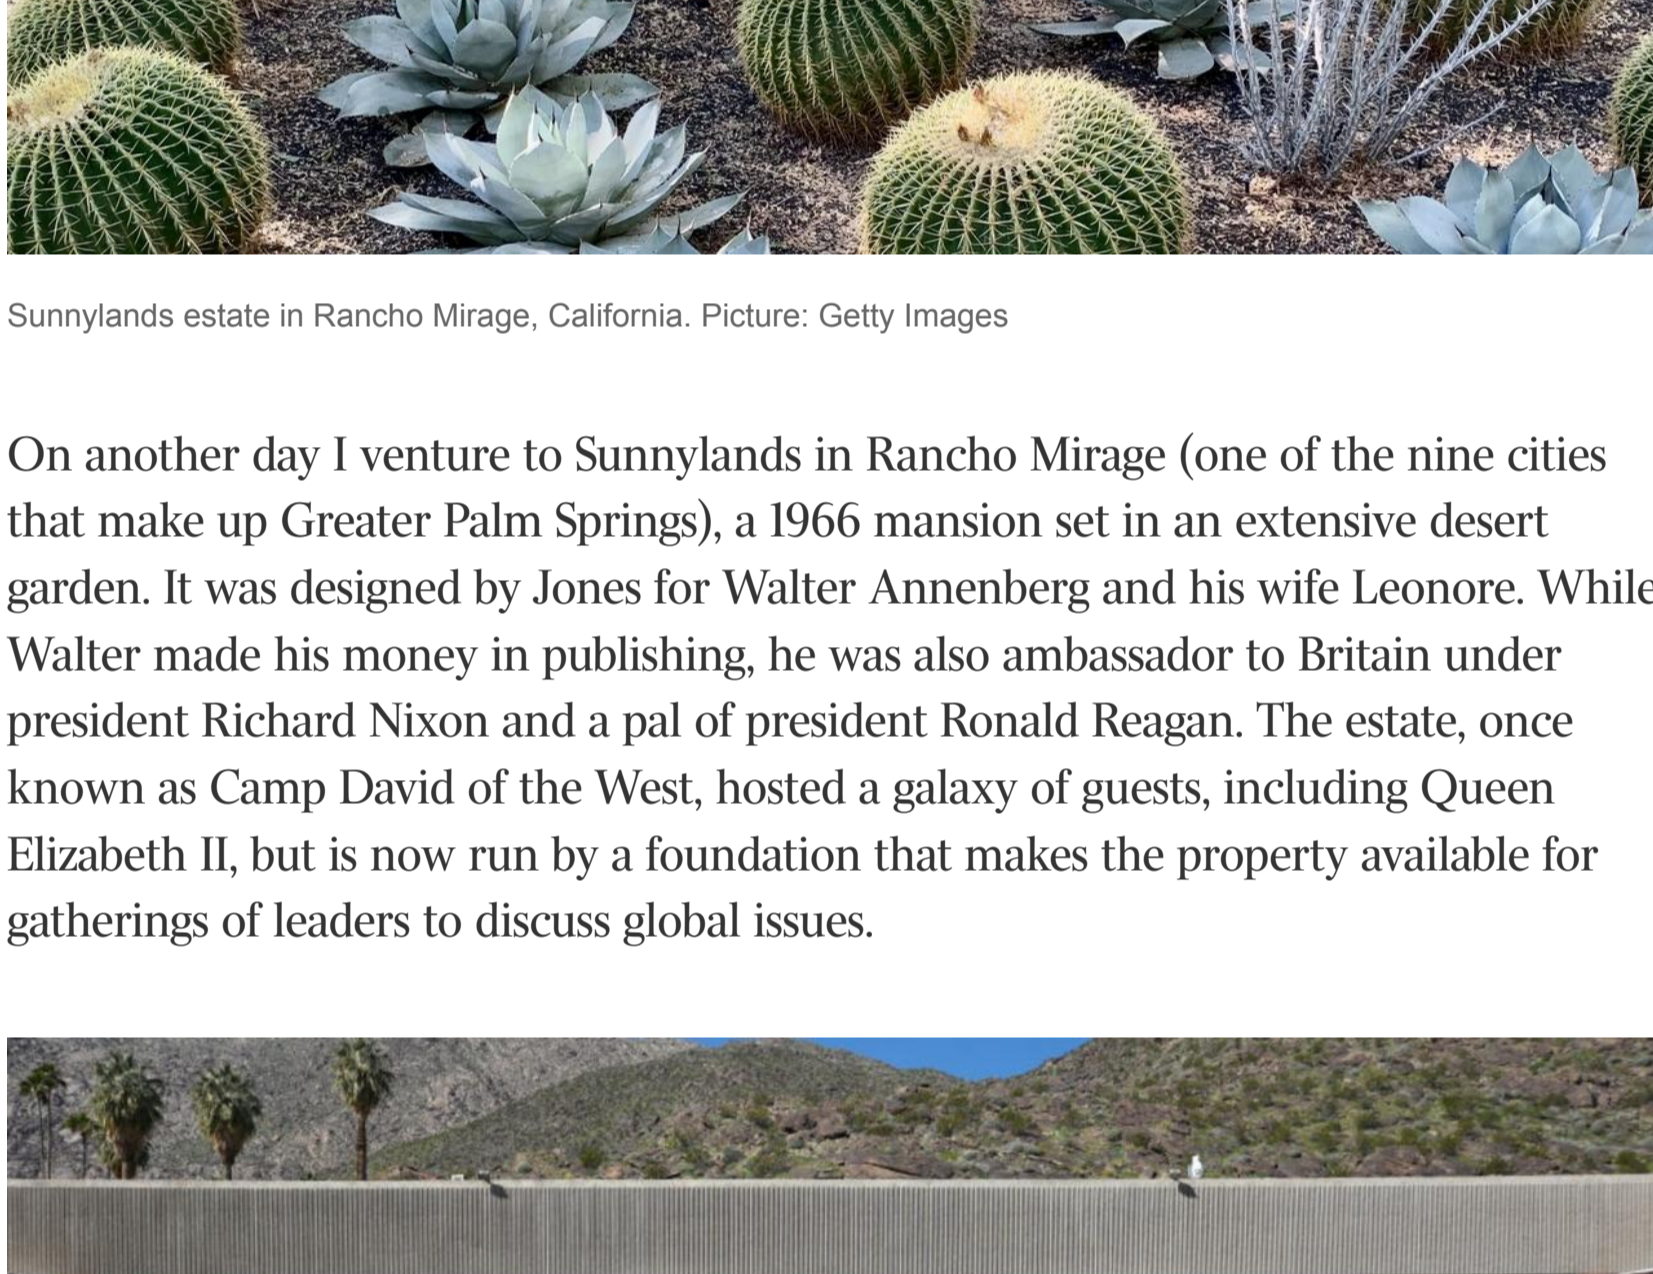 Sunnylands estate in Rancho Mirage, California. Picture: Getty Images
On another day I venture to Sunnylands in Rancho Mirage (one of the nine cities
that make up Greater Palm Springs), a 1966 mansion set in an extensive desert
garden. It was designed by Jones for Walter Annenberg and his wife Leonore. While
Walter made his money in publishing, he was also ambassador to Britain under
president Richard Nixon and a pal of president Ronald Reagan. The estate, once
known as Camp David of the West, hosted a galaxy of guests, including Queen
Elizabeth II, but is now run by a foundation that makes the property available for
gatherings of leaders to discuss global issues.